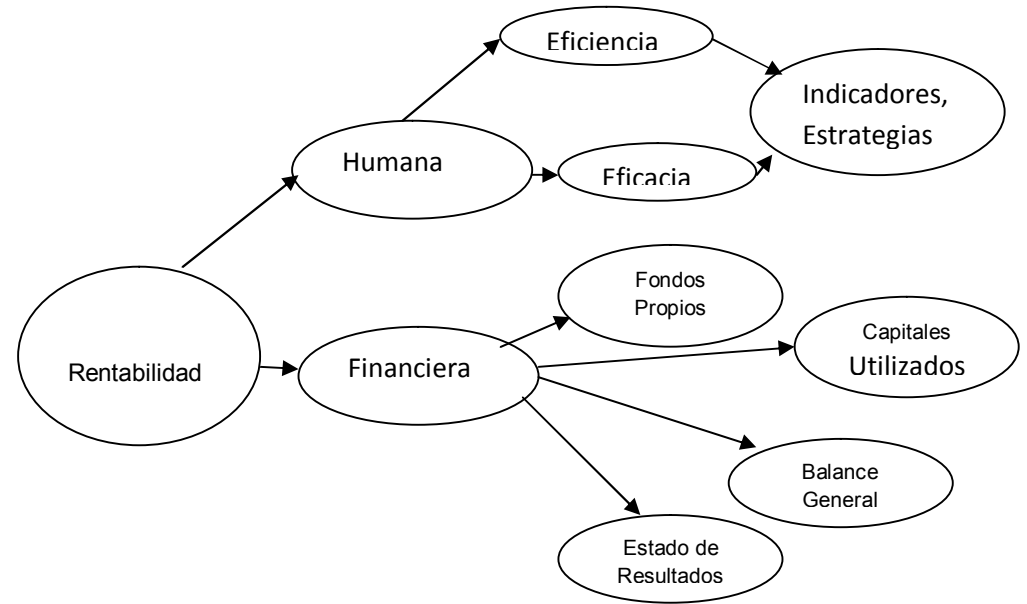 Eficiencia
Indicadores,
Estrategias
Humana
Eficacia
Fondos
Propios
Capitales
Utilizados
Rentabilidad
Financiera
Balance
General
Estado de
Resultados